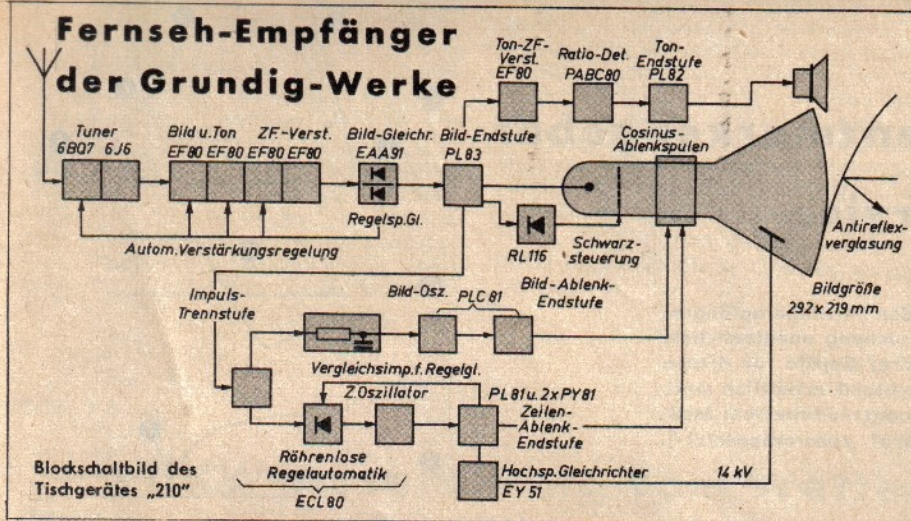 Fernseh-Empfänger
der Grundig-Werke
Ton-ZF-
Verst.
EF80
Ratio-Det.
PABC80
Ton-
Endstufe
PL82
Tuner
6BQ7 6J6
Bild u. Ton ZF.-Verst.
EF80 EF80 EF80 EF80
Bild-Gleichr.
EAA91
Bild-Endstufe
PL83
Cosinus-
Ablenkspulen
Regelsp.Gl.
Autom.Verstärkungsregelung
RL116
Schwarz-
steuerung
Antireflex-
verglasung
Bildgröße
292 x 219 mm
Impuls-
Trennstufe
Bild-Osz.
PLC 81
Bild-Ablenk-
Endstufe
Vergleichsimp.f.Regelgl.
Z.Oszillator
PL81 u. 2xPY81
Zeilen-
Ablenk-
Endstufe
Röhrenlose
Regelautomatik
ECL 80
Hochsp.Gleichrichter
EY 51
14 kV
Blockschaltbild des
Tischgerätes „210"